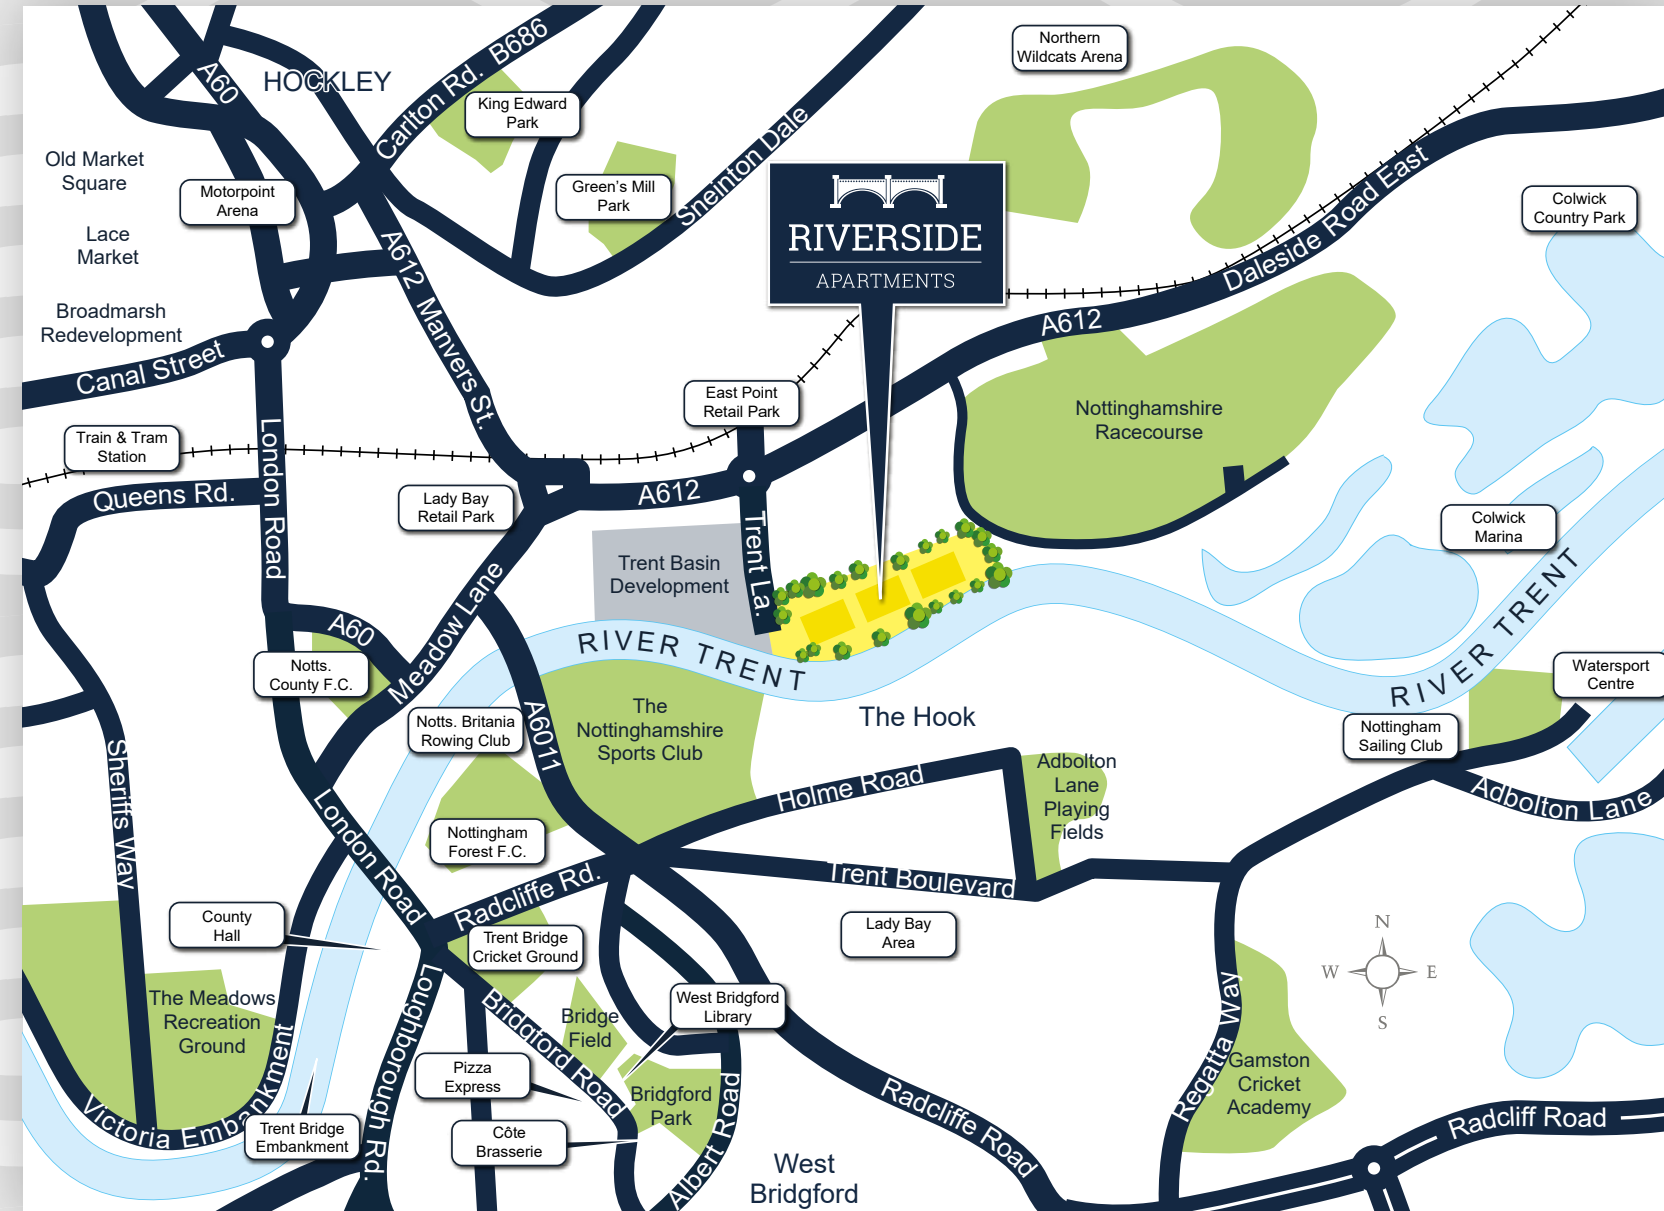 Northern
Wildcats Arena
Carlton Rd. B686
A60
HOCKLEY
King Edward
Park
Old Market
Square
Motorpoint
Arena
Green's Mill
Park
Sneinton Dale
RIVERSIDE
APARTMENTS
Daleside Road East
Colwick
Country Park
Lace
Market
A612 Manvers St.
Broadmarsh
Redevelopment
A612
Canal Street
East Point
Retail Park
Nottinghamshire
Racecourse
Train & Tram
Station
London Road
Queens Rd.
Lady Bay
Retail Park
A612
Colwick
Marina
Trent La.
Trent Basin
Development
A60
Meadow Lane
RIVER TRENT
RIVER TRENT
Notts.
County F.C.
Watersport
Centre
Notts. Britania
Rowing Club
A6011
The
Nottinghamshire
Sports Club
The Hook
Nottingham
Sailing Club
Sheriffs Way
Holme Road
Adbolton
Lane
Playing
Fields
Adbolton Lane
London Road
Nottingham
Forest F.C.
Radcliffe Rd.
Trent Boulevard
County
Hall
Trent Bridge
Cricket Ground
Lady Bay
Area
N
W
E
S
The Meadows
Recreation
Ground
Loughborough Rd.
Bridgford Road
Bridge
Field
West Bridgford
Library
Regatta Way
Pizza
Express
Bridgford
Park
Albert Road
Radcliffe Road
Gamston
Cricket
Academy
Victoria Embankment
Trent Bridge
Embankment
Côte
Brasserie
Radcliff Road
West
Bridgford